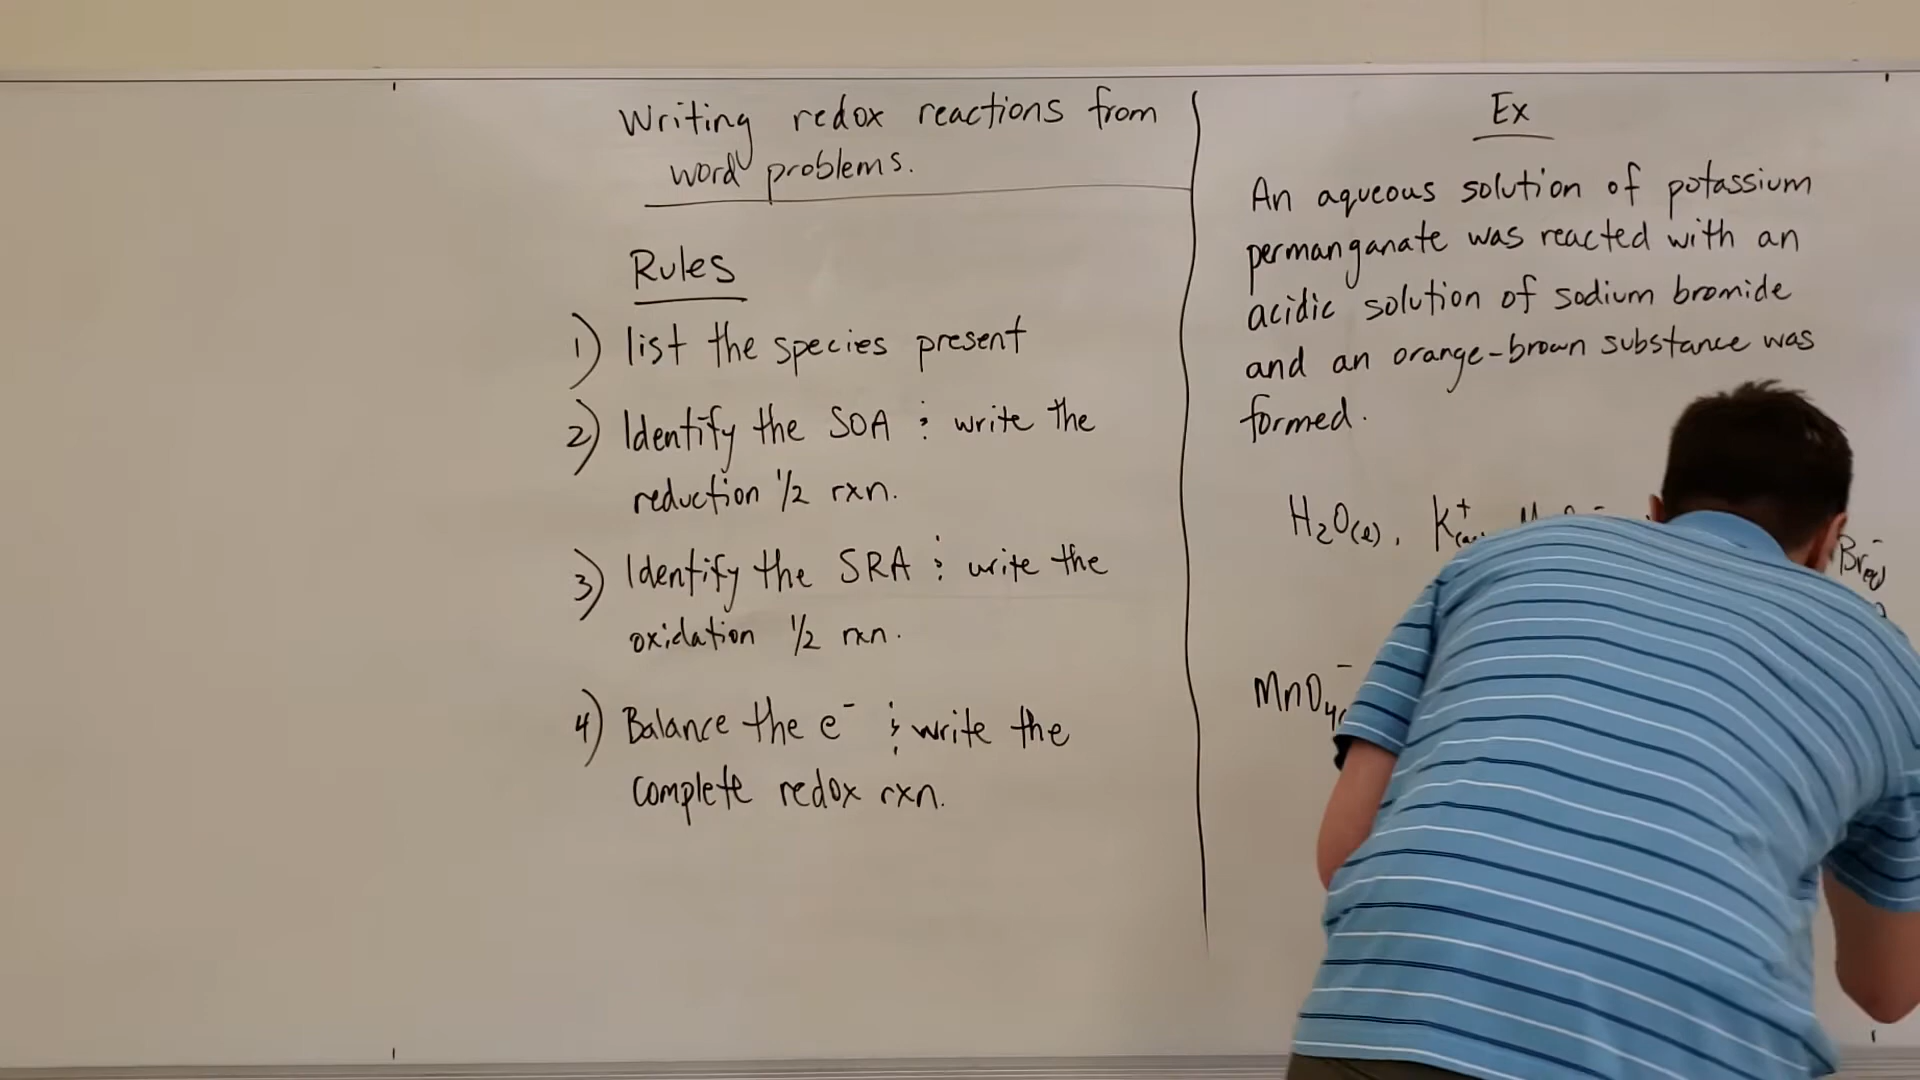 Writing redox reactions from
word problems.
Rules
1) list the species present
2) Identify the SOA & write the
reduction 1/2 rxn.
3) Identify the SRA & write the
oxidation 1/2 rxn.
4) Balance the e⁻ & write the
complete redox rxn.
Ex
An aqueous solution of potassium
permanganate was reacted with an
acidic solution of sodium bromide
and an orange-brown substance was
formed.
H₂O(l), K⁺
MnO₄